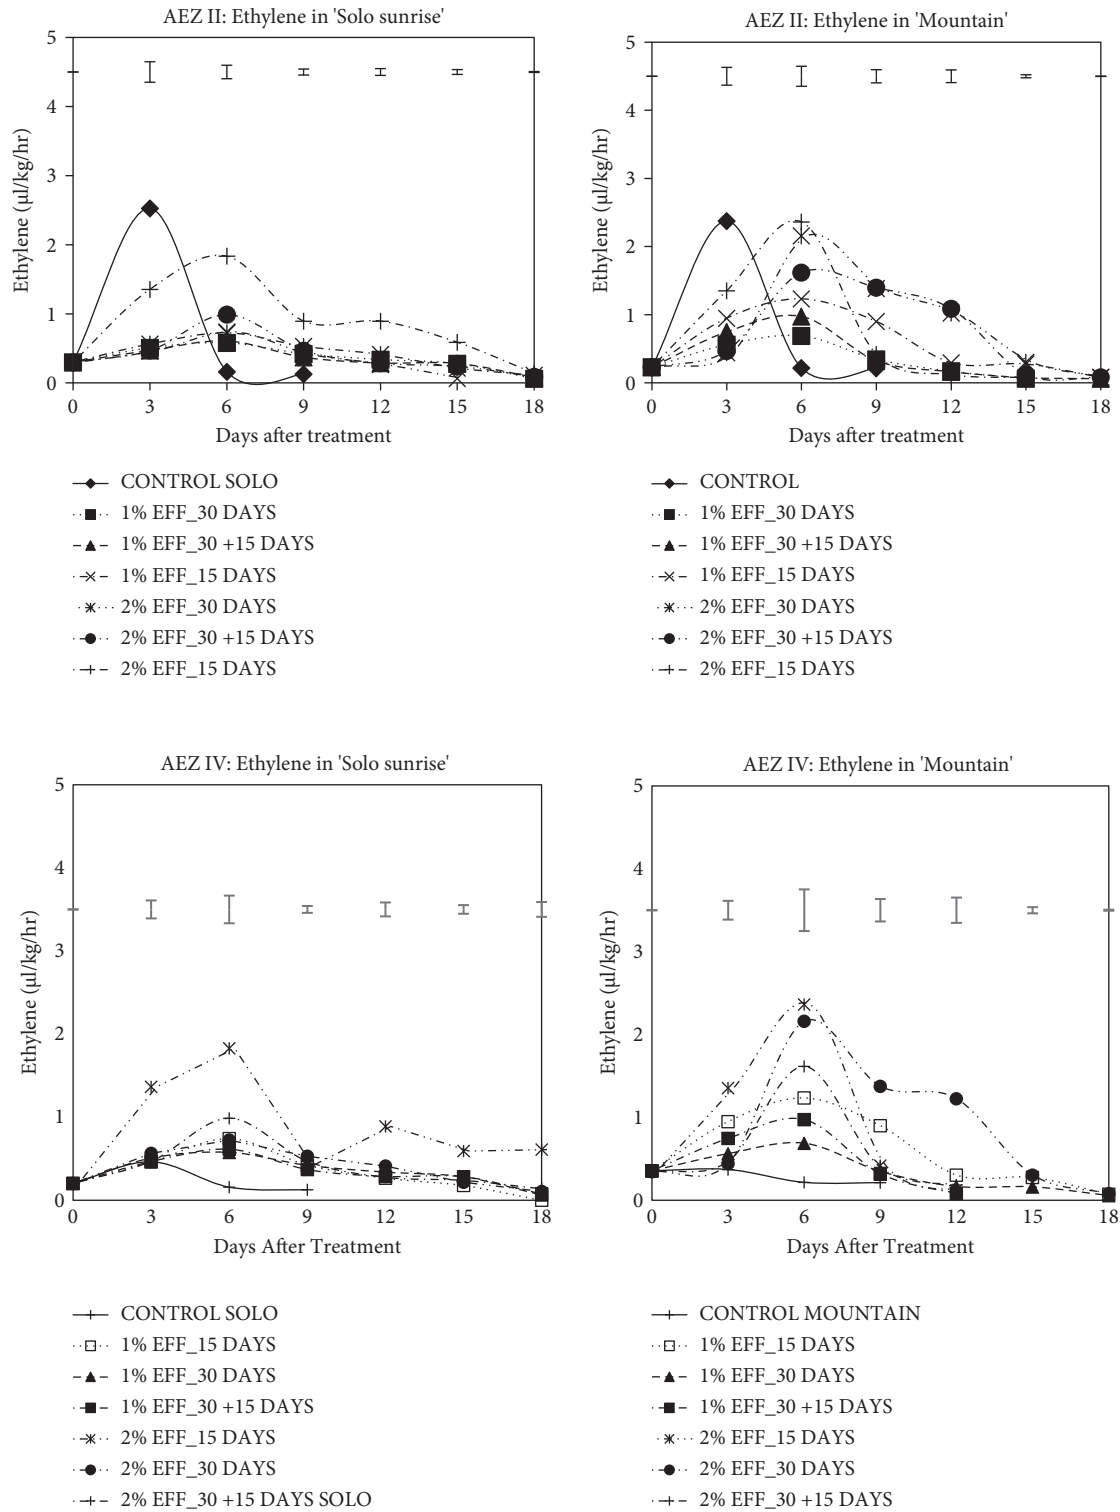 AEZ II: Ethylene in 'Solo sunrise'
5
4
3
2
1
0
Ethylene (µl/kg/hr)
0 3 6 9 12 15 18
Days after treatment
CONTROL SOLO
1% EFF_30 DAYS
1% EFF_30 +15 DAYS
1% EFF_15 DAYS
2% EFF_30 DAYS
2% EFF_30 +15 DAYS
2% EFF_15 DAYS
AEZ II: Ethylene in 'Mountain'
5
4
3
2
1
0
Ethylene (µl/kg/hr)
0 3 6 9 12 15 18
Days after treatment
CONTROL
1% EFF_30 DAYS
1% EFF_30 +15 DAYS
1% EFF_15 DAYS
2% EFF_30 DAYS
2% EFF_30 +15 DAYS
2% EFF_15 DAYS
AEZ IV: Ethylene in 'Solo sunrise'
5
4
3
2
1
0
Ethylene (µl/kg/hr)
0 3 6 9 12 15 18
Days After Treatment
CONTROL SOLO
1% EFF_15 DAYS
1% EFF_30 DAYS
1% EFF_30 +15 DAYS
2% EFF_15 DAYS
2% EFF_30 DAYS
2% EFF_30 +15 DAYS SOLO
AEZ IV: Ethylene in 'Mountain'
5
4
3
2
1
0
Ethylene (µl/kg/hr)
0 3 6 9 12 15 18
Days After Treatment
CONTROL MOUNTAIN
1% EFF_15 DAYS
1% EFF_30 DAYS
1% EFF_30 +15 DAYS
2% EFF_15 DAYS
2% EFF_30 DAYS
2% EFF_30 +15 DAYS